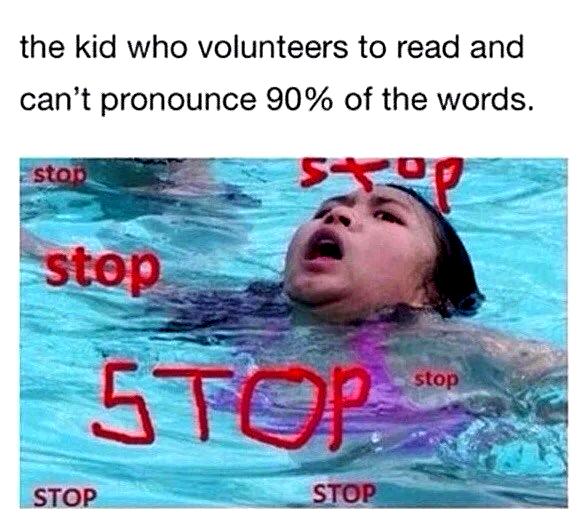 the kid who volunteers to read and
can't pronounce 90% of the words.
stop
stop
stop
STOP
stop
STOP
STOP